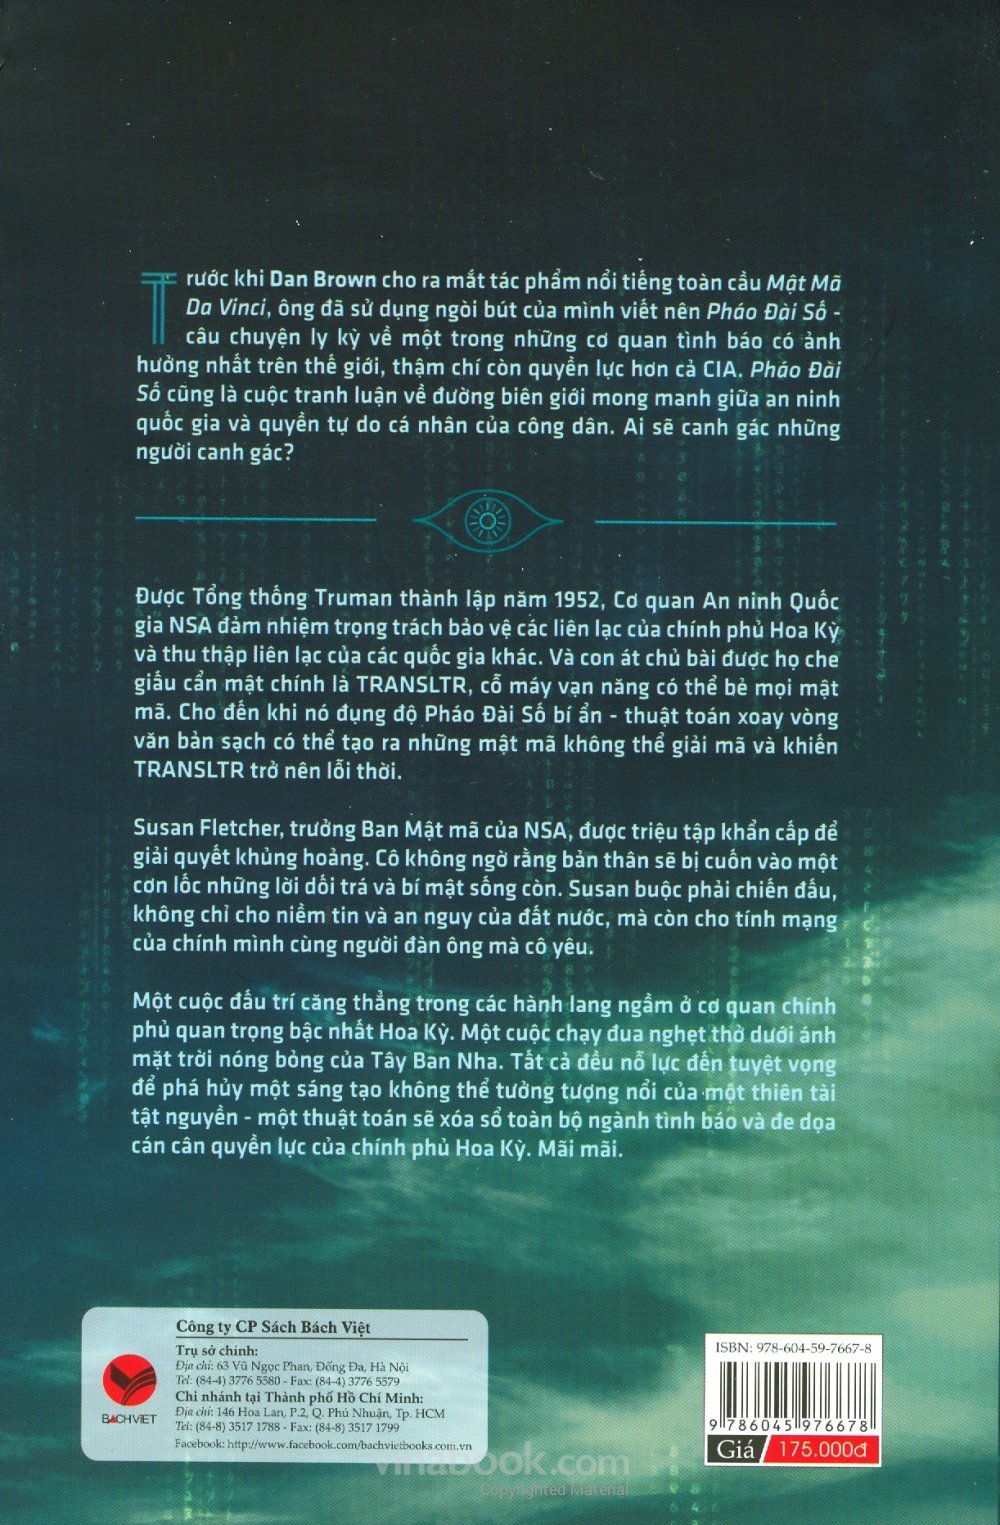 Trước khi Dan Brown cho ra mắt tác phẩm nổi tiếng toàn cầu Mật Mã
Da Vinci, ông đã sử dụng ngòi bút của mình viết nên Pháo Đài Số -
câu chuyện ly kỳ về một trong những cơ quan tình báo có ảnh
hưởng nhất trên thế giới, thậm chí còn quyền lực hơn cả CIA. Pháo Đài
Số cũng là cuộc tranh luận về đường biên giới mong manh giữa an ninh
quốc gia và quyền tự do cá nhân của công dân. Ai sẽ canh gác những
người canh gác?
Được Tổng thống Truman thành lập năm 1952, Cơ quan An ninh Quốc
gia NSA đảm nhiệm trọng trách bảo vệ các liên lạc của chính phủ Hoa Kỳ
và thu thập liên lạc của các quốc gia khác. Và con át chủ bài được họ che
giấu cẩn mật chính là TRANSLTR, cỗ máy vạn năng có thể bẻ mọi mật
mã. Cho đến khi nó đụng độ Pháo Đài Số bí ẩn - thuật toán xoay vòng
văn bản sạch có thể tạo ra những mật mã không thể giải mã và khiến
TRANSLTR trở nên lỗi thời.
Susan Fletcher, trưởng Ban Mật mã của NSA, được triệu tập khẩn cấp để
giải quyết khủng hoảng. Cô không ngờ rằng bản thân sẽ bị cuốn vào một
cơn lốc những lời dối trá và bí mật sống còn. Susan buộc phải chiến đấu,
không chỉ cho niềm tin và an nguy của đất nước, mà còn cho tính mạng
của chính mình cùng người đàn ông mà cô yêu.
Một cuộc đấu trí căng thẳng trong các hành lang ngầm ở cơ quan chính
phủ quan trọng bậc nhất Hoa Kỳ. Một cuộc chạy đua nghẹt thở dưới ánh
mặt trời nóng bỏng của Tây Ban Nha. Tất cả đều nỗ lực đến tuyệt vọng
để phá hủy một sáng tạo không thể tưởng tượng nổi của một thiên tài
tật nguyền - một thuật toán sẽ xóa sổ toàn bộ ngành tình báo và đe dọa
cán cân quyền lực của chính phủ Hoa Kỳ. Mãi mãi.
Công ty CP Sách Bách Việt
Trụ sở chính:
Địa chỉ: 63 Vũ Ngọc Phan, Đống Đa, Hà Nội
Tel: (84-4) 3776 5580 - Fax: (84-4) 3776 5579
Chi nhánh tại Thành phố Hồ Chí Minh:
Địa chỉ: 146 Hoa Lan, P.2, Q. Phú Nhuận, Tp. HCM
Tel: (84-8) 3517 1788 - Fax: (84-8) 3517 1799
Facebook: http://www.facebook.com/bachvietbooks.com.vn
BACHVIET
ISBN: 978-604-59-7667-8
9 786045 976678
Giá 175.000đ
vinabook.com
Copyrighted Material